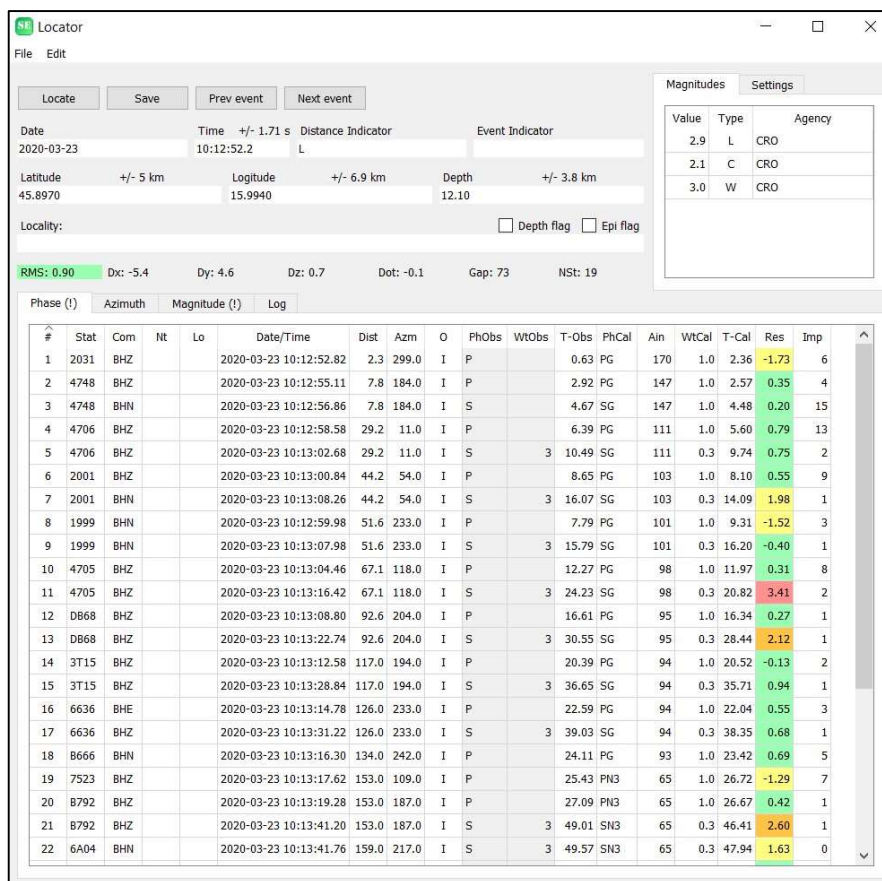 SE Locator
File Edit
Locate Save Prev event Next event
Magnitudes Settings
Value Type Agency
2.9 L CRO
2.1 C CRO
3.0 W CRO
Date Time +/- 1.71 s Distance Indicator Event Indicator
2020-03-23 10:12:52.2 L
Latitude +/- 5 km Logitude +/- 6.9 km Depth +/- 3.8 km
45.8970 15.9940 12.10
Locality: Depth flag Epi flag
RMS: 0.90 Dx: -5.4 Dy: 4.6 Dz: 0.7 Dot: -0.1 Gap: 73 NSt: 19
Phase (!) Azimuth Magnitude (!) Log
# Stat Com Nt Lo Date/Time Dist Azm O PhObs WtObs T-Obs PhCal Ain WtCal T-Cal Res Imp
1 2031 BHZ 2020-03-23 10:12:52.82 2.3 299.0 I P 0.63 PG 170 1.0 2.36 -1.73 6
2 4748 BHZ 2020-03-23 10:12:55.11 7.8 184.0 I P 2.92 PG 147 1.0 2.57 0.35 4
3 4748 BHN 2020-03-23 10:12:56.86 7.8 184.0 I S 4.67 SG 147 1.0 4.48 0.20 15
4 4706 BHZ 2020-03-23 10:12:58.58 29.2 11.0 I P 6.39 PG 111 1.0 5.60 0.79 13
5 4706 BHZ 2020-03-23 10:13:02.68 29.2 11.0 I S 3 10.49 SG 111 0.3 9.74 0.75 2
6 2001 BHZ 2020-03-23 10:13:00.84 44.2 54.0 I P 8.65 PG 103 1.0 8.10 0.55 9
7 2001 BHN 2020-03-23 10:13:08.26 44.2 54.0 I S 3 16.07 SG 103 0.3 14.09 1.98 1
8 1999 BHN 2020-03-23 10:12:59.98 51.6 233.0 I P 7.79 PG 101 1.0 9.31 -1.52 3
9 1999 BHN 2020-03-23 10:13:07.98 51.6 233.0 I S 3 15.79 SG 101 0.3 16.20 -0.40 1
10 4705 BHZ 2020-03-23 10:13:04.46 67.1 118.0 I P 12.27 PG 98 1.0 11.97 0.31 8
11 4705 BHZ 2020-03-23 10:13:16.42 67.1 118.0 I S 3 24.23 SG 98 0.3 20.82 3.41 2
12 DB68 BHZ 2020-03-23 10:13:08.80 92.6 204.0 I P 16.61 PG 95 1.0 16.34 0.27 1
13 DB68 BHZ 2020-03-23 10:13:22.74 92.6 204.0 I S 3 30.55 SG 95 0.3 28.44 2.12 1
14 3T15 BHZ 2020-03-23 10:13:12.58 117.0 194.0 I P 20.39 PG 94 1.0 20.52 -0.13 2
15 3T15 BHZ 2020-03-23 10:13:28.84 117.0 194.0 I S 3 36.65 SG 94 0.3 35.71 0.94 1
16 6636 BHE 2020-03-23 10:13:14.78 126.0 233.0 I P 22.59 PG 94 1.0 22.04 0.55 3
17 6636 BHZ 2020-03-23 10:13:31.22 126.0 233.0 I S 3 39.03 SG 94 0.3 38.35 0.68 1
18 B666 BHN 2020-03-23 10:13:16.30 134.0 242.0 I P 24.11 PG 93 1.0 23.42 0.69 5
19 7523 BHZ 2020-03-23 10:13:17.62 153.0 109.0 I P 25.43 PN3 65 1.0 26.72 -1.29 7
20 B792 BHZ 2020-03-23 10:13:19.28 153.0 187.0 I P 27.09 PN3 65 1.0 26.67 0.42 1
21 B792 BHZ 2020-03-23 10:13:41.20 153.0 187.0 I S 3 49.01 SN3 65 0.3 46.41 2.60 1
22 6A04 BHN 2020-03-23 10:13:41.76 159.0 217.0 I S 3 49.57 SN3 65 0.3 47.94 1.63 0